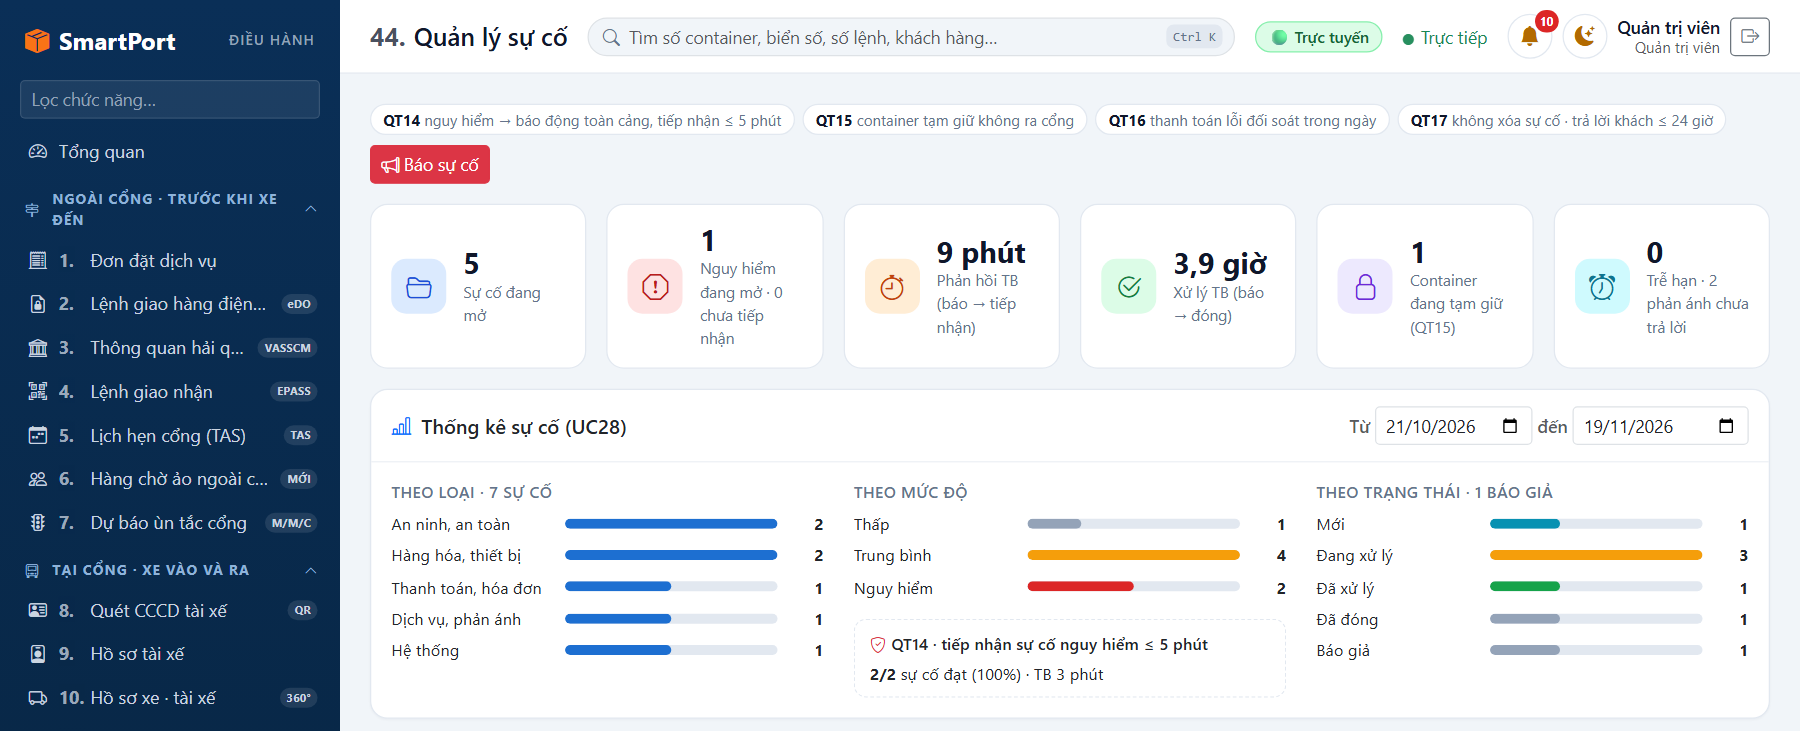 SmartPort
ĐIỀU HÀNH
Lọc chức năng...
Tổng quan
NGOÀI CỔNG · TRƯỚC KHI XE
ĐẾN
1. Đơn đặt dịch vụ
2. Lệnh giao hàng điện... eDO
3. Thông quan hải q... VASSCM
4. Lệnh giao nhận EPASS
5. Lịch hẹn cổng (TAS) TAS
6. Hàng chờ ảo ngoài c... MỚI
7. Dự báo ùn tắc cổng M/M/C
TẠI CỔNG · XE VÀO VÀ RA
8. Quét CCCD tài xế QR
9. Hồ sơ tài xế
10. Hồ sơ xe · tài xế 360°
44. Quản lý sự cố
Tìm số container, biển số, số lệnh, khách hàng... Ctrl K
Trực tuyến
Trực tiếp
10
Quản trị viên
Quản trị viên
QT14 nguy hiểm → báo động toàn cảng, tiếp nhận ≤ 5 phút
QT15 container tạm giữ không ra cổng
QT16 thanh toán lỗi đối soát trong ngày
QT17 không xóa sự cố · trả lời khách ≤ 24 giờ
Báo sự cố
5
Sự cố đang
mở
1
Nguy hiểm
đang mở · 0
chưa tiếp
nhận
9 phút
Phản hồi TB
(báo → tiếp
nhận)
3,9 giờ
Xử lý TB (báo
→ đóng)
1
Container
đang tạm giữ
(QT15)
0
Trễ hạn · 2
phản ánh chưa
trả lời
Thống kê sự cố (UC28)
Từ 21/10/2026 đến 19/11/2026
THEO LOẠI · 7 SỰ CỐ
An ninh, an toàn 2
Hàng hóa, thiết bị 2
Thanh toán, hóa đơn 1
Dịch vụ, phản ánh 1
Hệ thống 1
THEO MỨC ĐỘ
Thấp 1
Trung bình 4
Nguy hiểm 2
QT14 · tiếp nhận sự cố nguy hiểm ≤ 5 phút
2/2 sự cố đạt (100%) · TB 3 phút
THEO TRẠNG THÁI · 1 BÁO GIẢ
Mới 1
Đang xử lý 3
Đã xử lý 1
Đã đóng 1
Báo giả 1